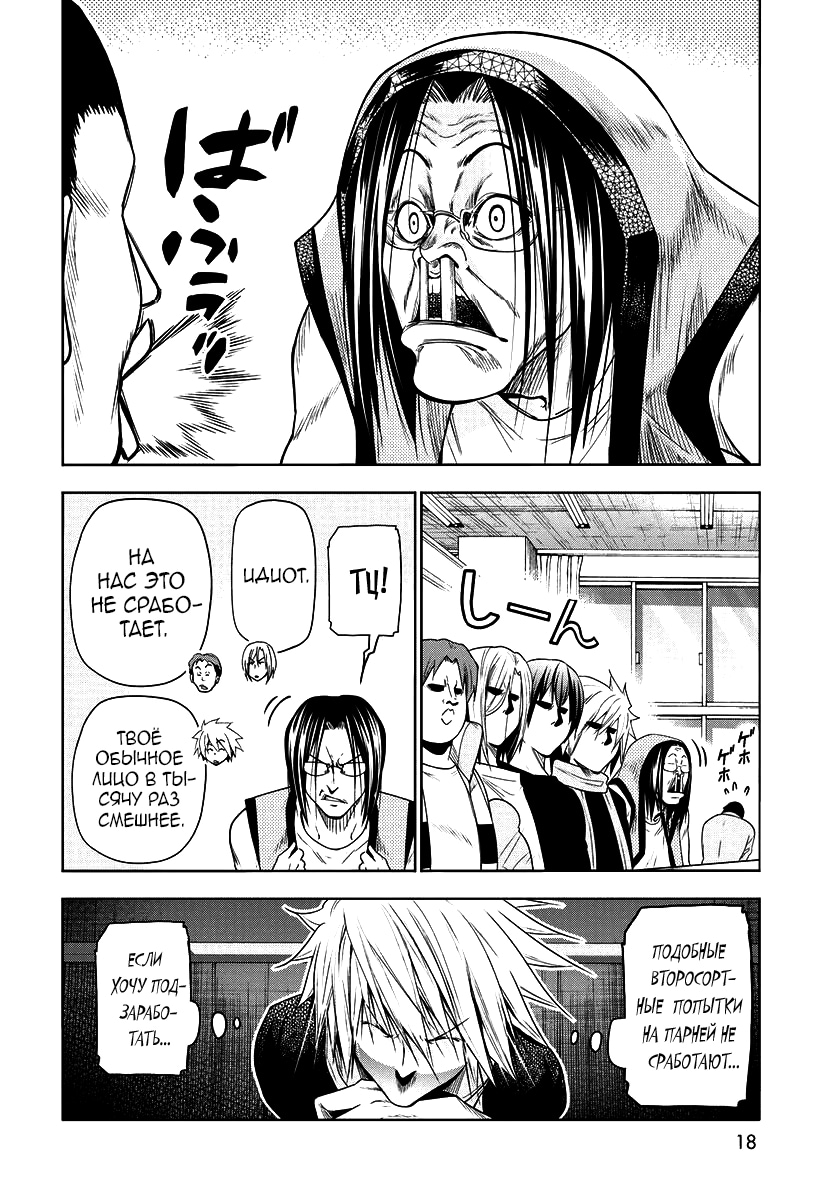 ばふうッ
しーん
ゲホ
ゲホ
ТЦ!
ИДИОТ.
НА
НАС ЭТО
НЕ СРАБО-
ТАЕТ.
ТВОЁ
ОБЫЧНОЕ
ЛИЦО В ТЫ-
СЯЧУ РАЗ
СМЕШНЕЕ.
ПОДОБНЫЕ
ВТОРОСОРТ-
НЫЕ ПОПЫТКИ
НА ПАРНЕЙ НЕ
СРАБОТАЮТ...
ЕСЛИ
ХОЧУ ПОД-
ЗАРАБО-
ТАТЬ...
18